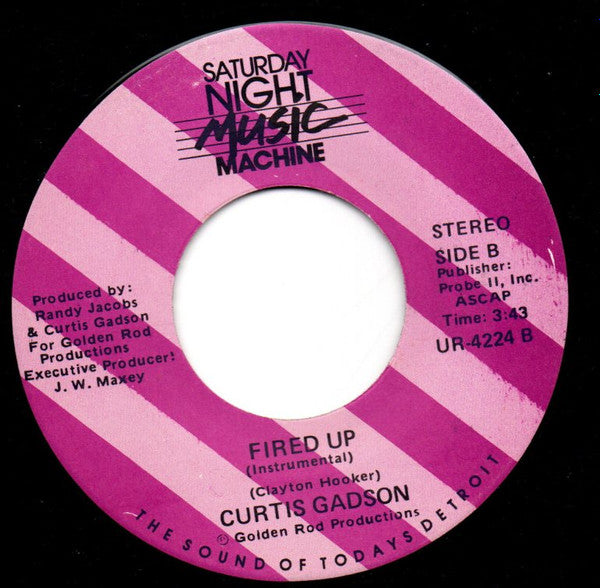 SATURDAY
NIGHT
MUSIC
MACHINE
STEREO
SIDE B
Publisher:
Probe II, Inc.
ASCAP
Time: 3:43
UR-4224 B
Produced by:
Randy Jacobs
& Curtis Gadson
For Golden Rod
Productions
Executive Producer:
J. W. Maxey
FIRED UP
(Instrumental)
(Clayton Hooker)
CURTIS GADSON
© Golden Rod Productions
THE SOUND OF TODAYS DETROIT